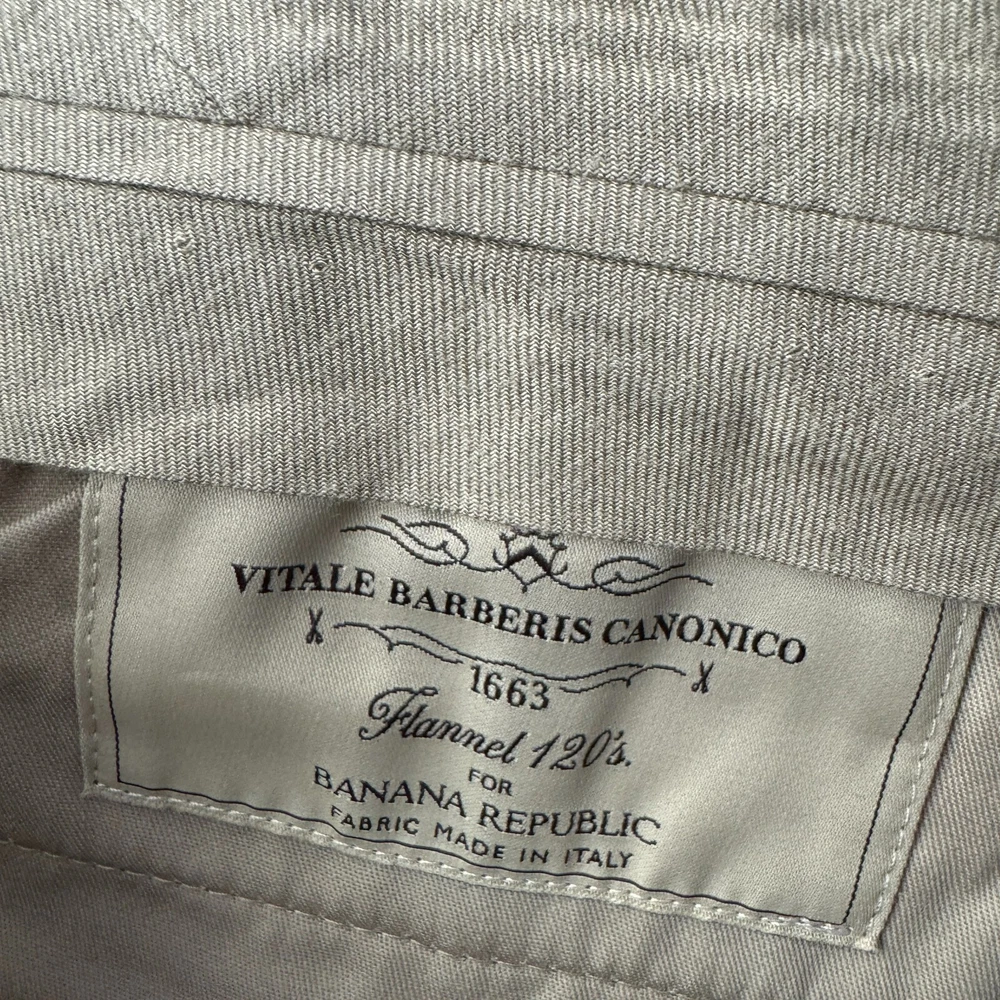 VITALE BARBERIS CANONICO
1663
Flannel 120's.
FOR
BANANA REPUBLIC
FABRIC MADE IN ITALY